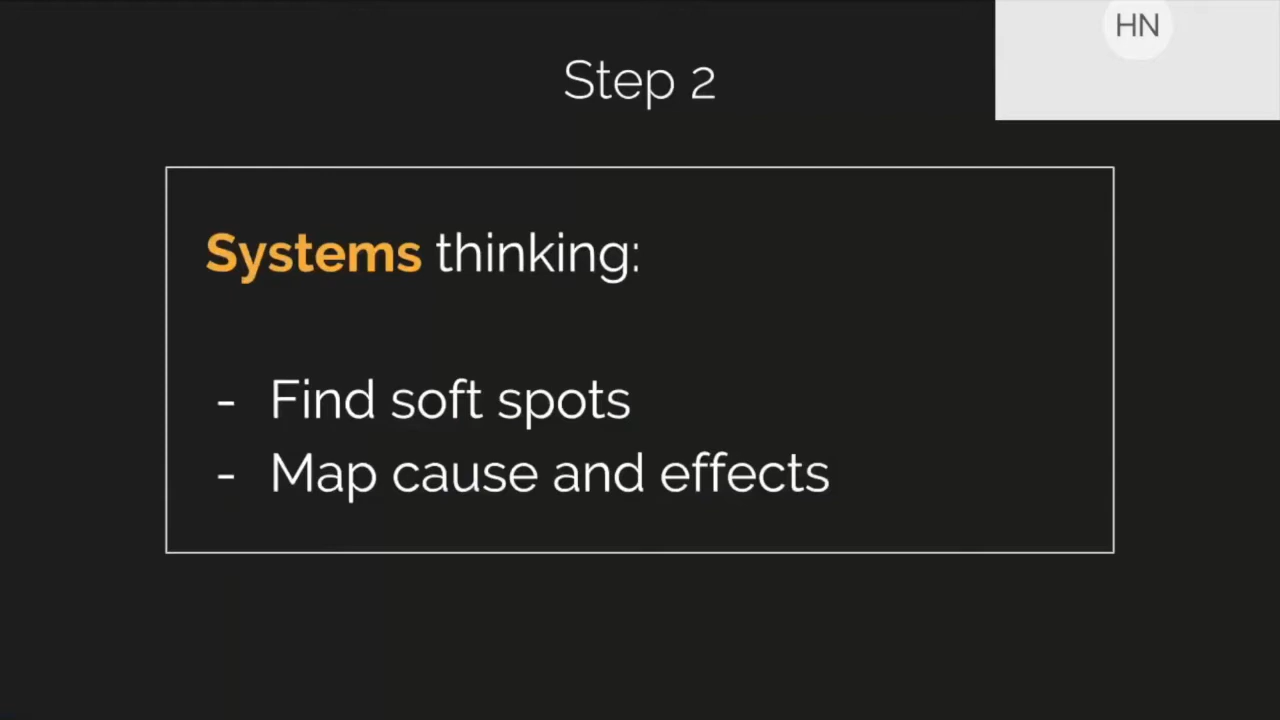 HN
Step 2
Systems thinking:
- Find soft spots
- Map cause and effects